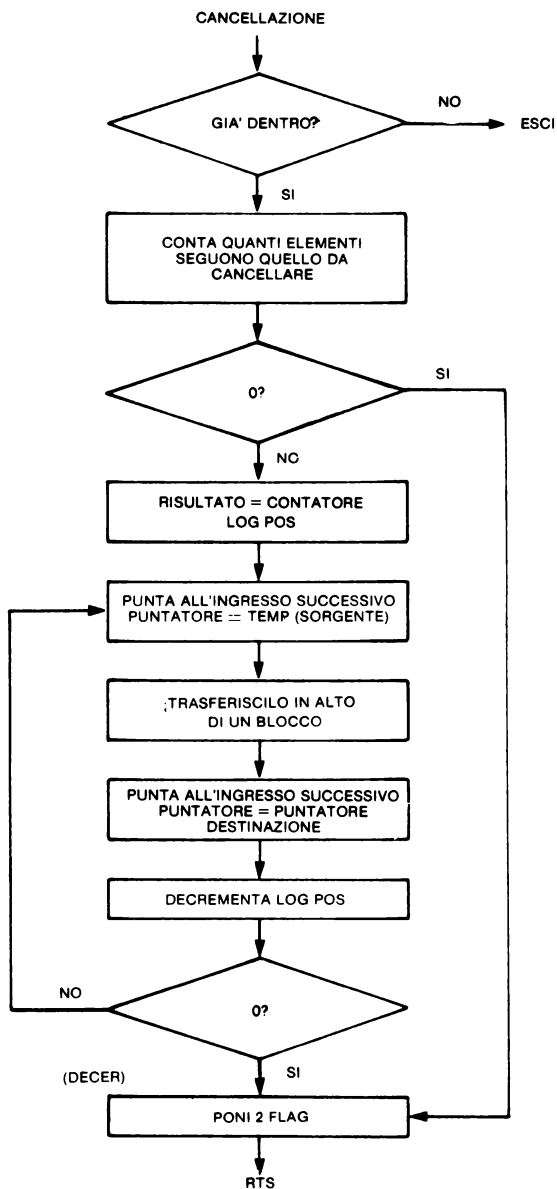 CANCELLAZIONE
GIA' DENTRO?
NO
ESCI
SI
CONTA QUANTI ELEMENTI
SEGUONO QUELLO DA
CANCELLARE
0?
SI
NO
RISULTATO = CONTATORE
LOG POS
PUNTA ALL'INGRESSO SUCCESSIVO
PUNTATORE = TEMP (SORGENTE)
;TRASFERISCILO IN ALTO
DI UN BLOCCO
PUNTA ALL'INGRESSO SUCCESSIVO
PUNTATORE = PUNTATORE
DESTINAZIONE
DECREMENTA LOG POS
NO
0?
(DECER)
SI
PONI 2 FLAG
RTS